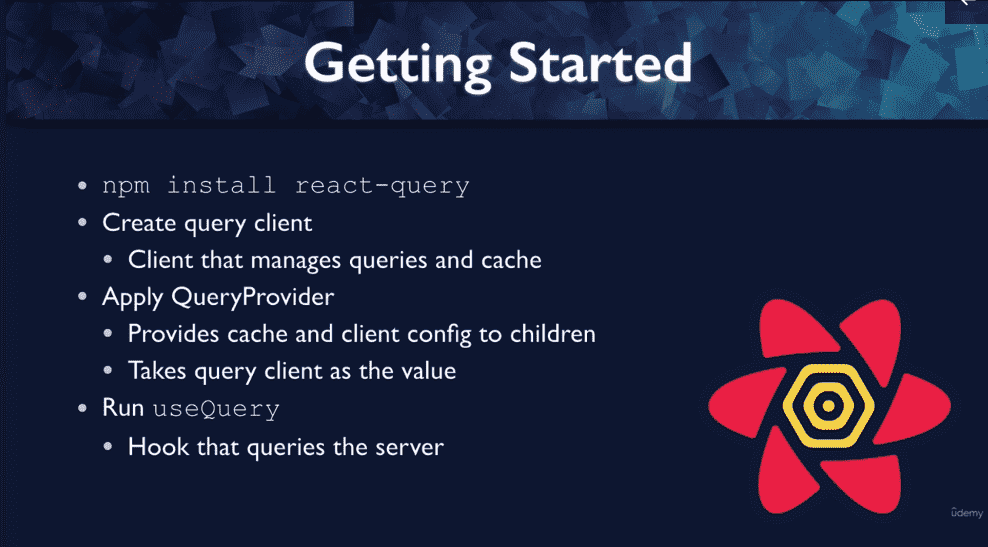 Getting Started
• npm install react-query
• Create query client
• Client that manages queries and cache
• Apply QueryProvider
• Provides cache and client config to children
• Takes query client as the value
• Run useQuery
• Hook that queries the server
ûdemy